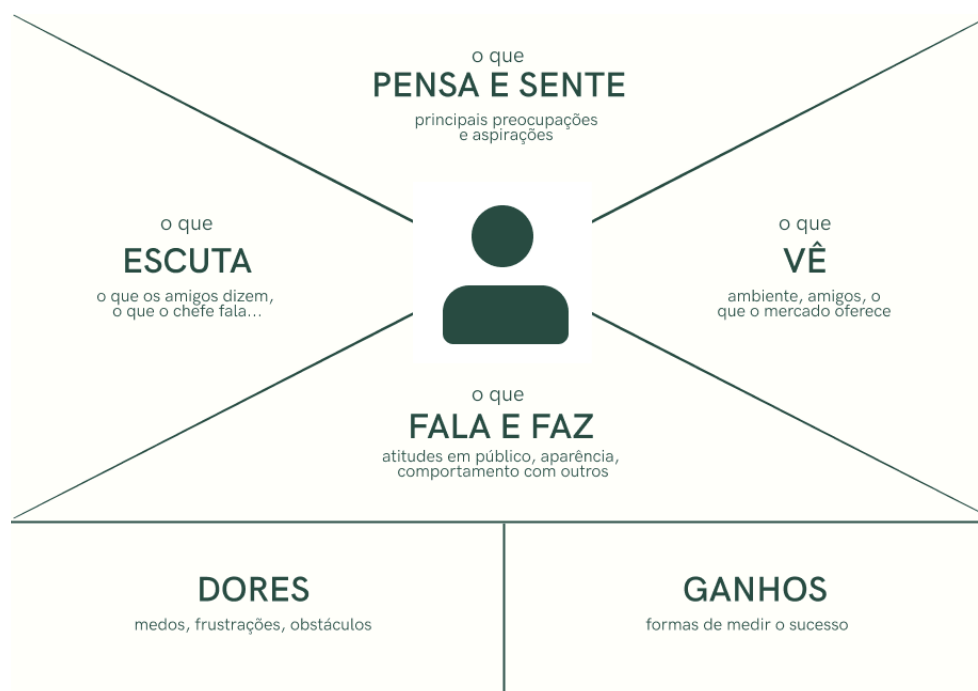 o que
PENSA E SENTE
principais preocupações
e aspirações
o que
ESCUTA
o que os amigos dizem,
o que o chefe fala...
o que
VÊ
ambiente, amigos, o
que o mercado oferece
o que
FALA E FAZ
atitudes em público, aparência,
comportamento com outros
DORES
medos, frustrações, obstáculos
GANHOS
formas de medir o sucesso